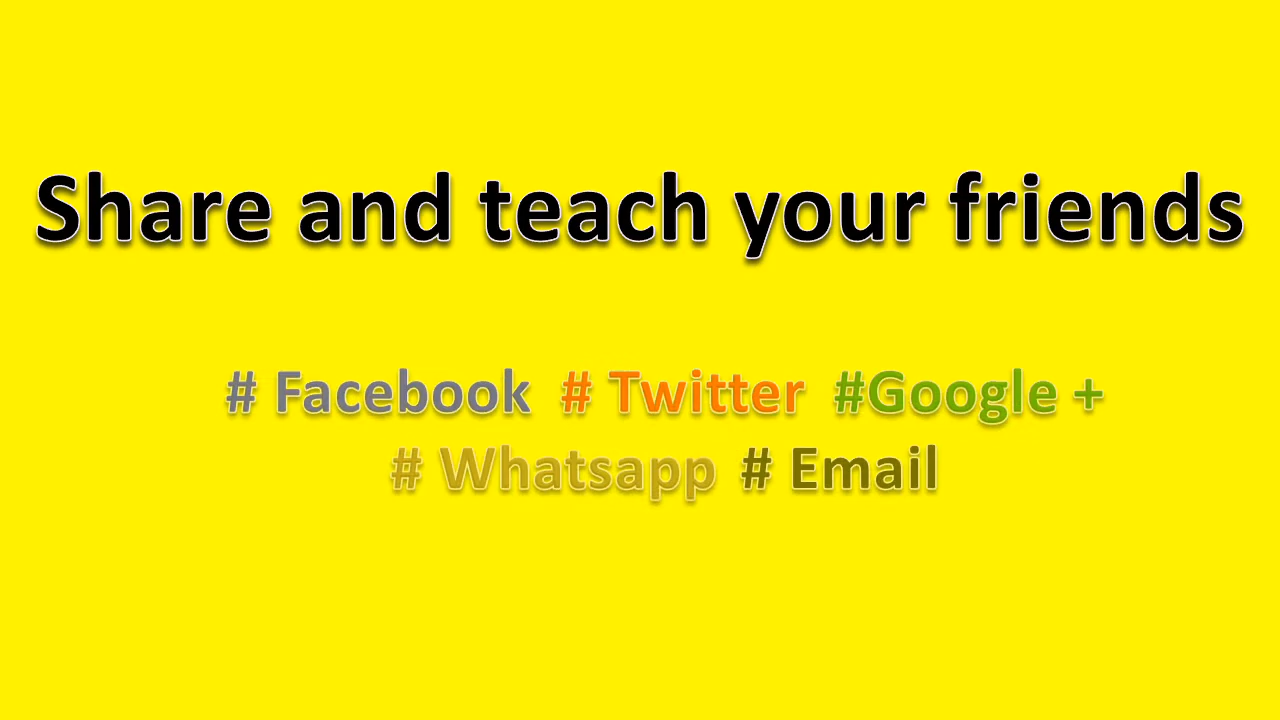 Share and teach your friends
# Facebook # Twitter #Google +
# Whatsapp # Email